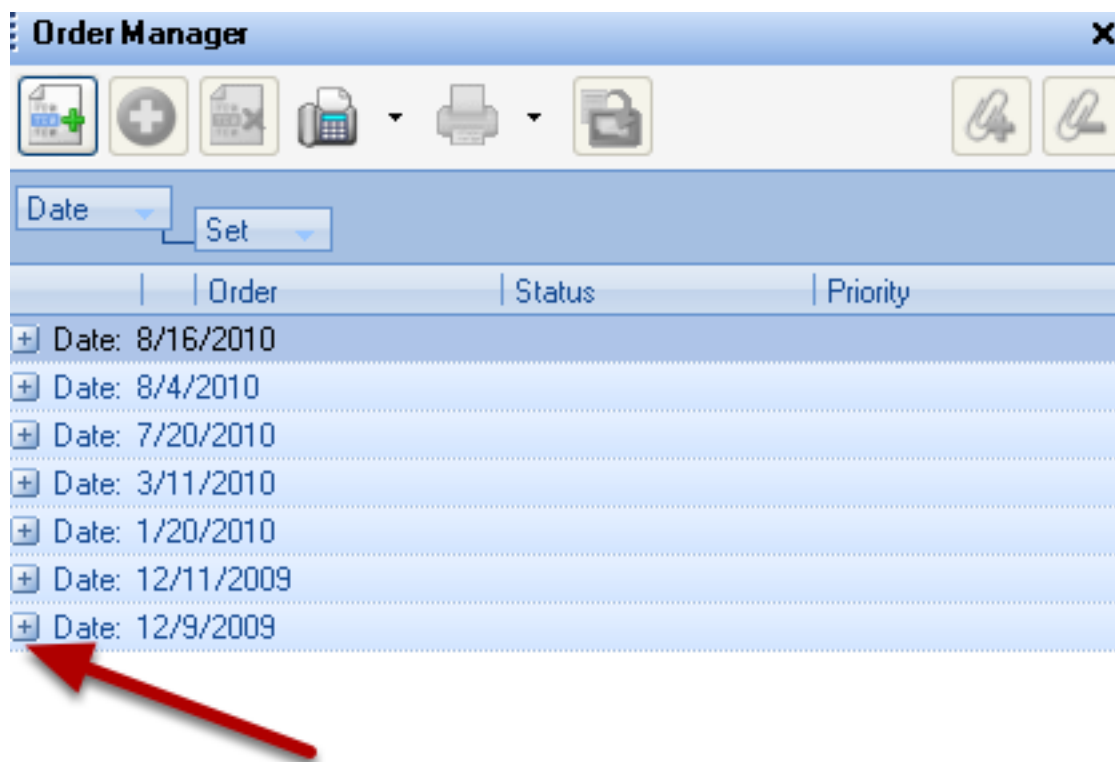 Order Manager
Date
Set
Order Status Priority
Date: 8/16/2010
Date: 8/4/2010
Date: 7/20/2010
Date: 3/11/2010
Date: 1/20/2010
Date: 12/11/2009
Date: 12/9/2009